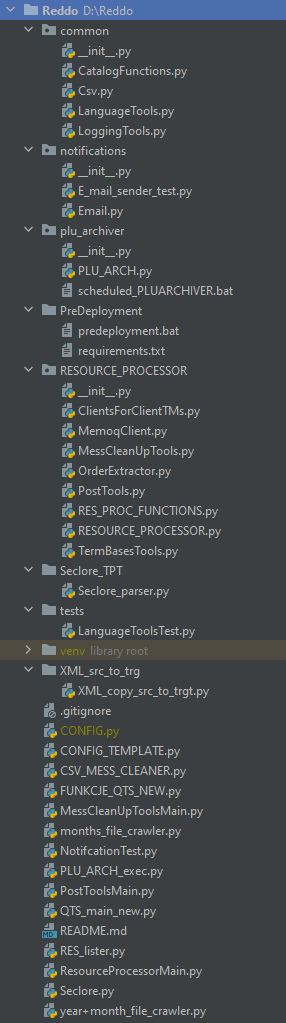 Reddo D:\Reddo
common
__init__.py
CatalogFunctions.py
Csv.py
LanguageTools.py
LoggingTools.py
notifications
__init__.py
E_mail_sender_test.py
Email.py
plu_archiver
__init__.py
PLU_ARCH.py
scheduled_PLUARCHIVER.bat
PreDeployment
predeployment.bat
requirements.txt
RESOURCE_PROCESSOR
__init__.py
ClientsForClientTMs.py
MemoqClient.py
MessCleanUpTools.py
OrderExtractor.py
PostTools.py
RES_PROC_FUNCTIONS.py
RESOURCE_PROCESSOR.py
TermBasesTools.py
Seclore_TPT
Seclore_parser.py
tests
LanguageToolsTest.py
venv library root
XML_src_to_trg
XML_copy_src_to_trgt.py
.gitignore
CONFIG.py
CONFIG_TEMPLATE.py
CSV_MESS_CLEANER.py
FUNKCJE_QTS_NEW.py
MessCleanUpToolsMain.py
months_file_crawler.py
NotifcationTest.py
PLU_ARCH_exec.py
PostToolsMain.py
QTS_main_new.py
MD README.md
RES_lister.py
ResourceProcessorMain.py
Seclore.py
year+month_file_crawler.py